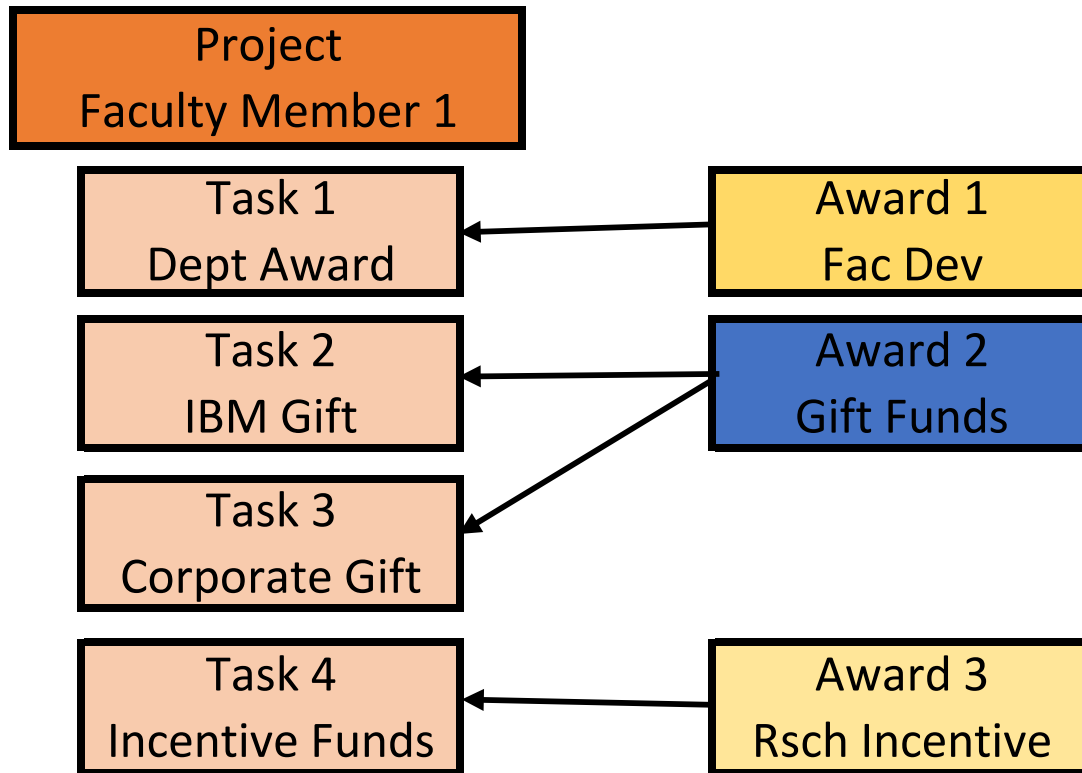 Project
Faculty Member 1
Task 1
Dept Award
Award 1
Fac Dev
Task 2
IBM Gift
Award 2
Gift Funds
Task 3
Corporate Gift
Task 4
Incentive Funds
Award 3
Rsch Incentive